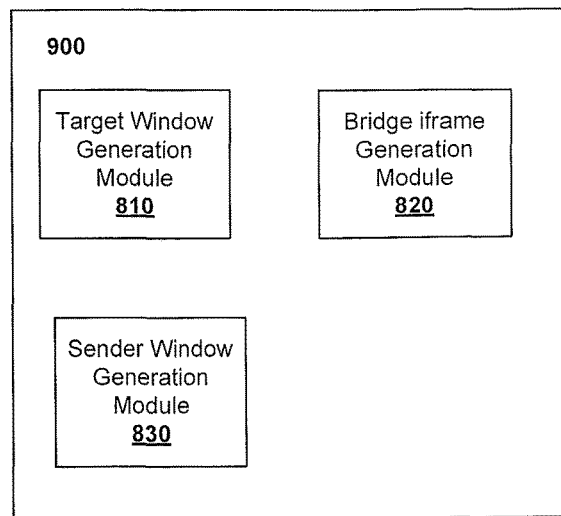 900
Target Window
Generation
Module
810
Bridge iframe
Generation
Module
820
Sender Window
Generation
Module
830